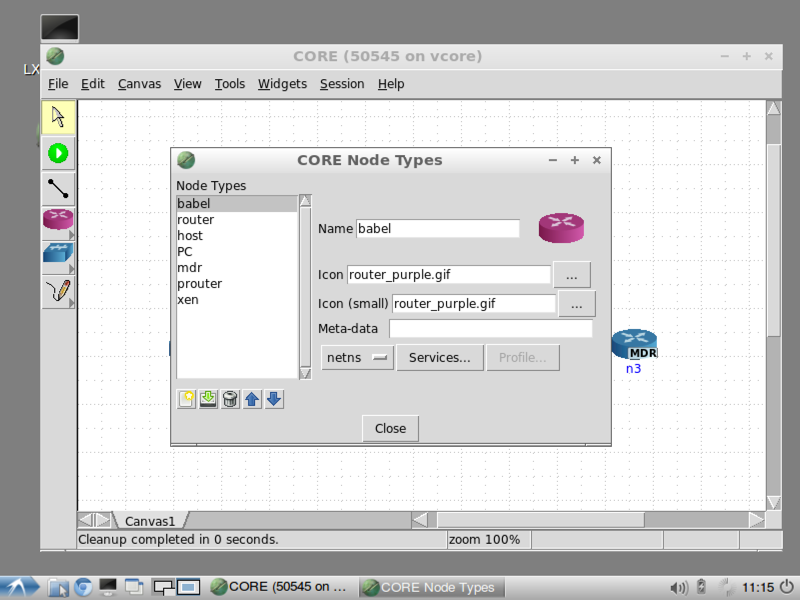 LX
CORE (50545 on vcore)
File Edit Canvas View Tools Widgets Session Help
CORE Node Types
Node Types
babel
router
host
PC
mdr
prouter
xen
Name babel
Icon router_purple.gif ...
Icon (small) router_purple.gif ...
Meta-data
netns Services... Profile...
Close
MDR
n3
Canvas1
Cleanup completed in 0 seconds. zoom 100%
CORE (50545 on ... CORE Node Types 11:15